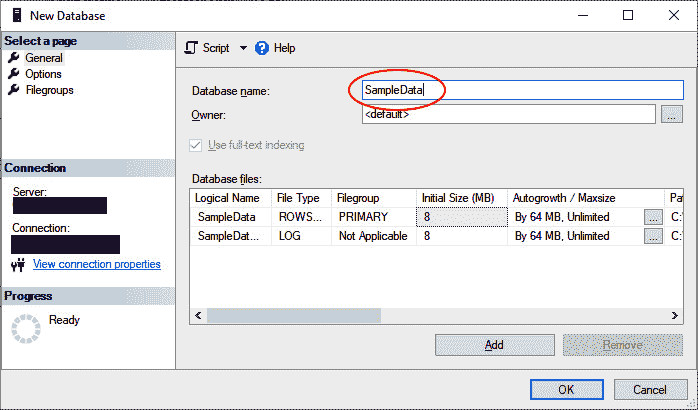 New Database
Select a page
General
Options
Filegroups
Script
Help
Database name:
SampleData
Owner:
<default>
...
Use full-text indexing
Database files:
Logical Name File Type Filegroup Initial Size (MB) Autogrowth / Maxsize Pa
SampleData ROWS... PRIMARY 8 By 64 MB, Unlimited ... C:\
SampleDat... LOG Not Applicable 8 By 64 MB, Unlimited ... C:\
Connection
Server:
Connection:
View connection properties
Progress
Ready
Add
Remove
OK
Cancel